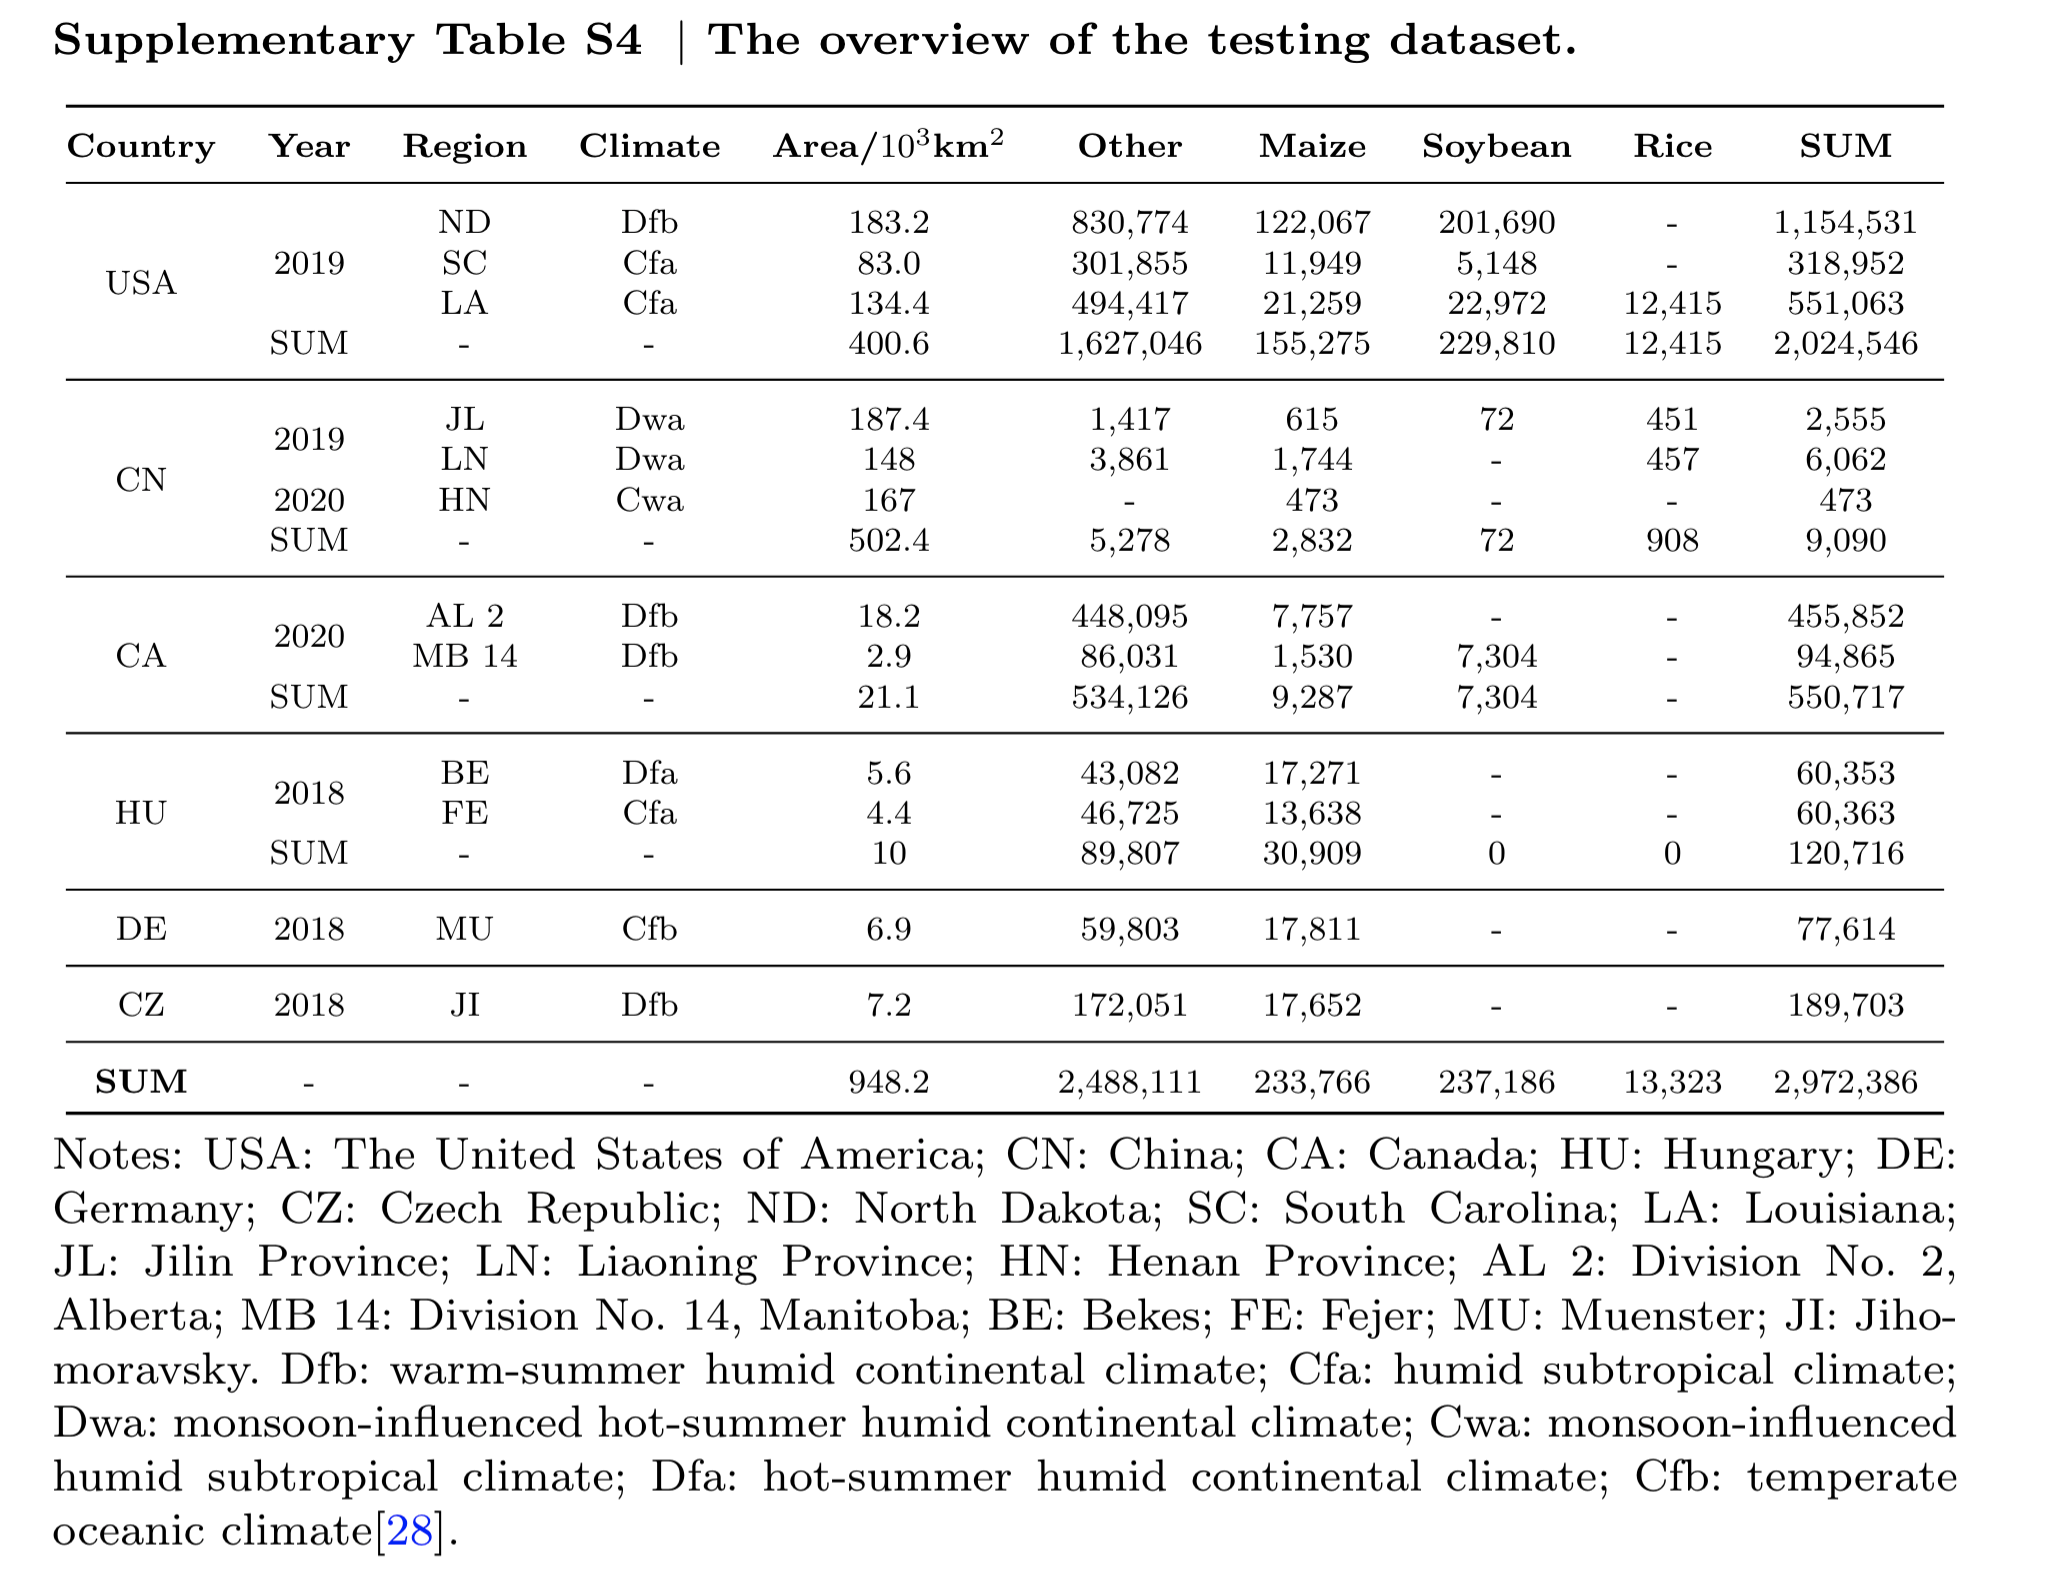 Supplementary Table S4 | The overview of the testing dataset.
Country Year Region Climate Area/10³km² Other Maize Soybean Rice SUM
USA 2019 ND Dfb 183.2 830,774 122,067 201,690 - 1,154,531
SC Cfa 83.0 301,855 11,949 5,148 - 318,952
LA Cfa 134.4 494,417 21,259 22,972 12,415 551,063
SUM - - 400.6 1,627,046 155,275 229,810 12,415 2,024,546
CN 2019 JL Dwa 187.4 1,417 615 72 451 2,555
LN Dwa 148 3,861 1,744 - 457 6,062
2020 HN Cwa 167 - 473 - - 473
SUM - - 502.4 5,278 2,832 72 908 9,090
CA 2020 AL 2 Dfb 18.2 448,095 7,757 - - 455,852
MB 14 Dfb 2.9 86,031 1,530 7,304 - 94,865
SUM - - 21.1 534,126 9,287 7,304 - 550,717
HU 2018 BE Dfa 5.6 43,082 17,271 - - 60,353
FE Cfa 4.4 46,725 13,638 - - 60,363
SUM - - 10 89,807 30,909 0 0 120,716
DE 2018 MU Cfb 6.9 59,803 17,811 - - 77,614
CZ 2018 JI Dfb 7.2 172,051 17,652 - - 189,703
SUM - - - 948.2 2,488,111 233,766 237,186 13,323 2,972,386
Notes: USA: The United States of America; CN: China; CA: Canada; HU: Hungary; DE:
Germany; CZ: Czech Republic; ND: North Dakota; SC: South Carolina; LA: Louisiana;
JL: Jilin Province; LN: Liaoning Province; HN: Henan Province; AL 2: Division No. 2,
Alberta; MB 14: Division No. 14, Manitoba; BE: Bekes; FE: Fejer; MU: Muenster; JI: Jiho-
moravsky. Dfb: warm-summer humid continental climate; Cfa: humid subtropical climate;
Dwa: monsoon-influenced hot-summer humid continental climate; Cwa: monsoon-influenced
humid subtropical climate; Dfa: hot-summer humid continental climate; Cfb: temperate
oceanic climate[28].